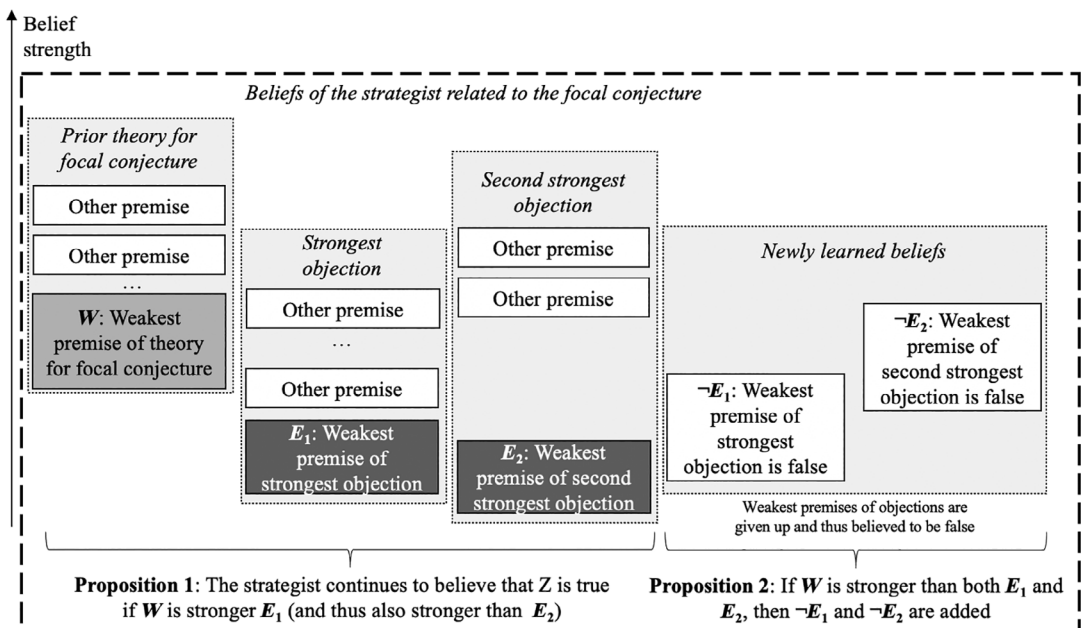 Belief
strength
Beliefs of the strategist related to the focal conjecture
Prior theory for
focal conjecture
Other premise
Other premise
...
W: Weakest
premise of theory
for focal conjecture
Strongest
objection
Other premise
...
Other premise
E₁: Weakest
premise of
strongest objection
Second strongest
objection
Other premise
Other premise
E₂: Weakest
premise of second
strongest objection
Newly learned beliefs
¬E₁: Weakest
premise of
strongest
objection is false
¬E₂: Weakest
premise of
second strongest
objection is false
Weakest premises of objections are
given up and thus believed to be false
Proposition 1: The strategist continues to believe that Z is true
if W is stronger E₁ (and thus also stronger than E₂)
Proposition 2: If W is stronger than both E₁ and
E₂, then ¬E₁ and ¬E₂ are added